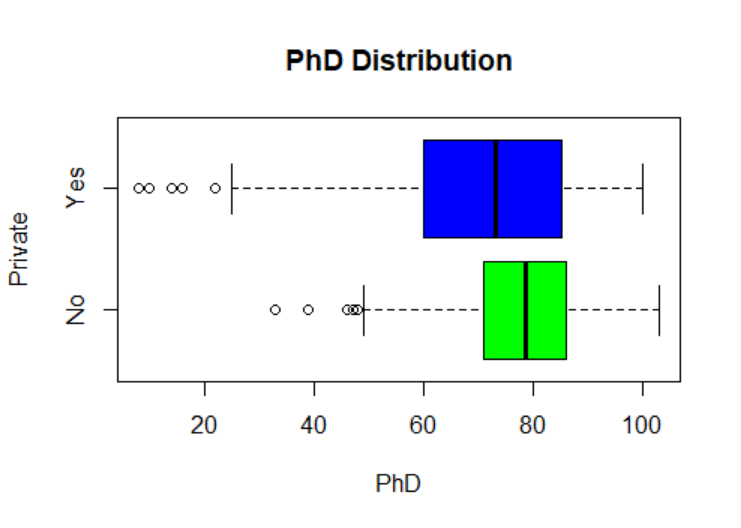 PhD Distribution
Private
Yes
No
20 40 60 80 100
PhD